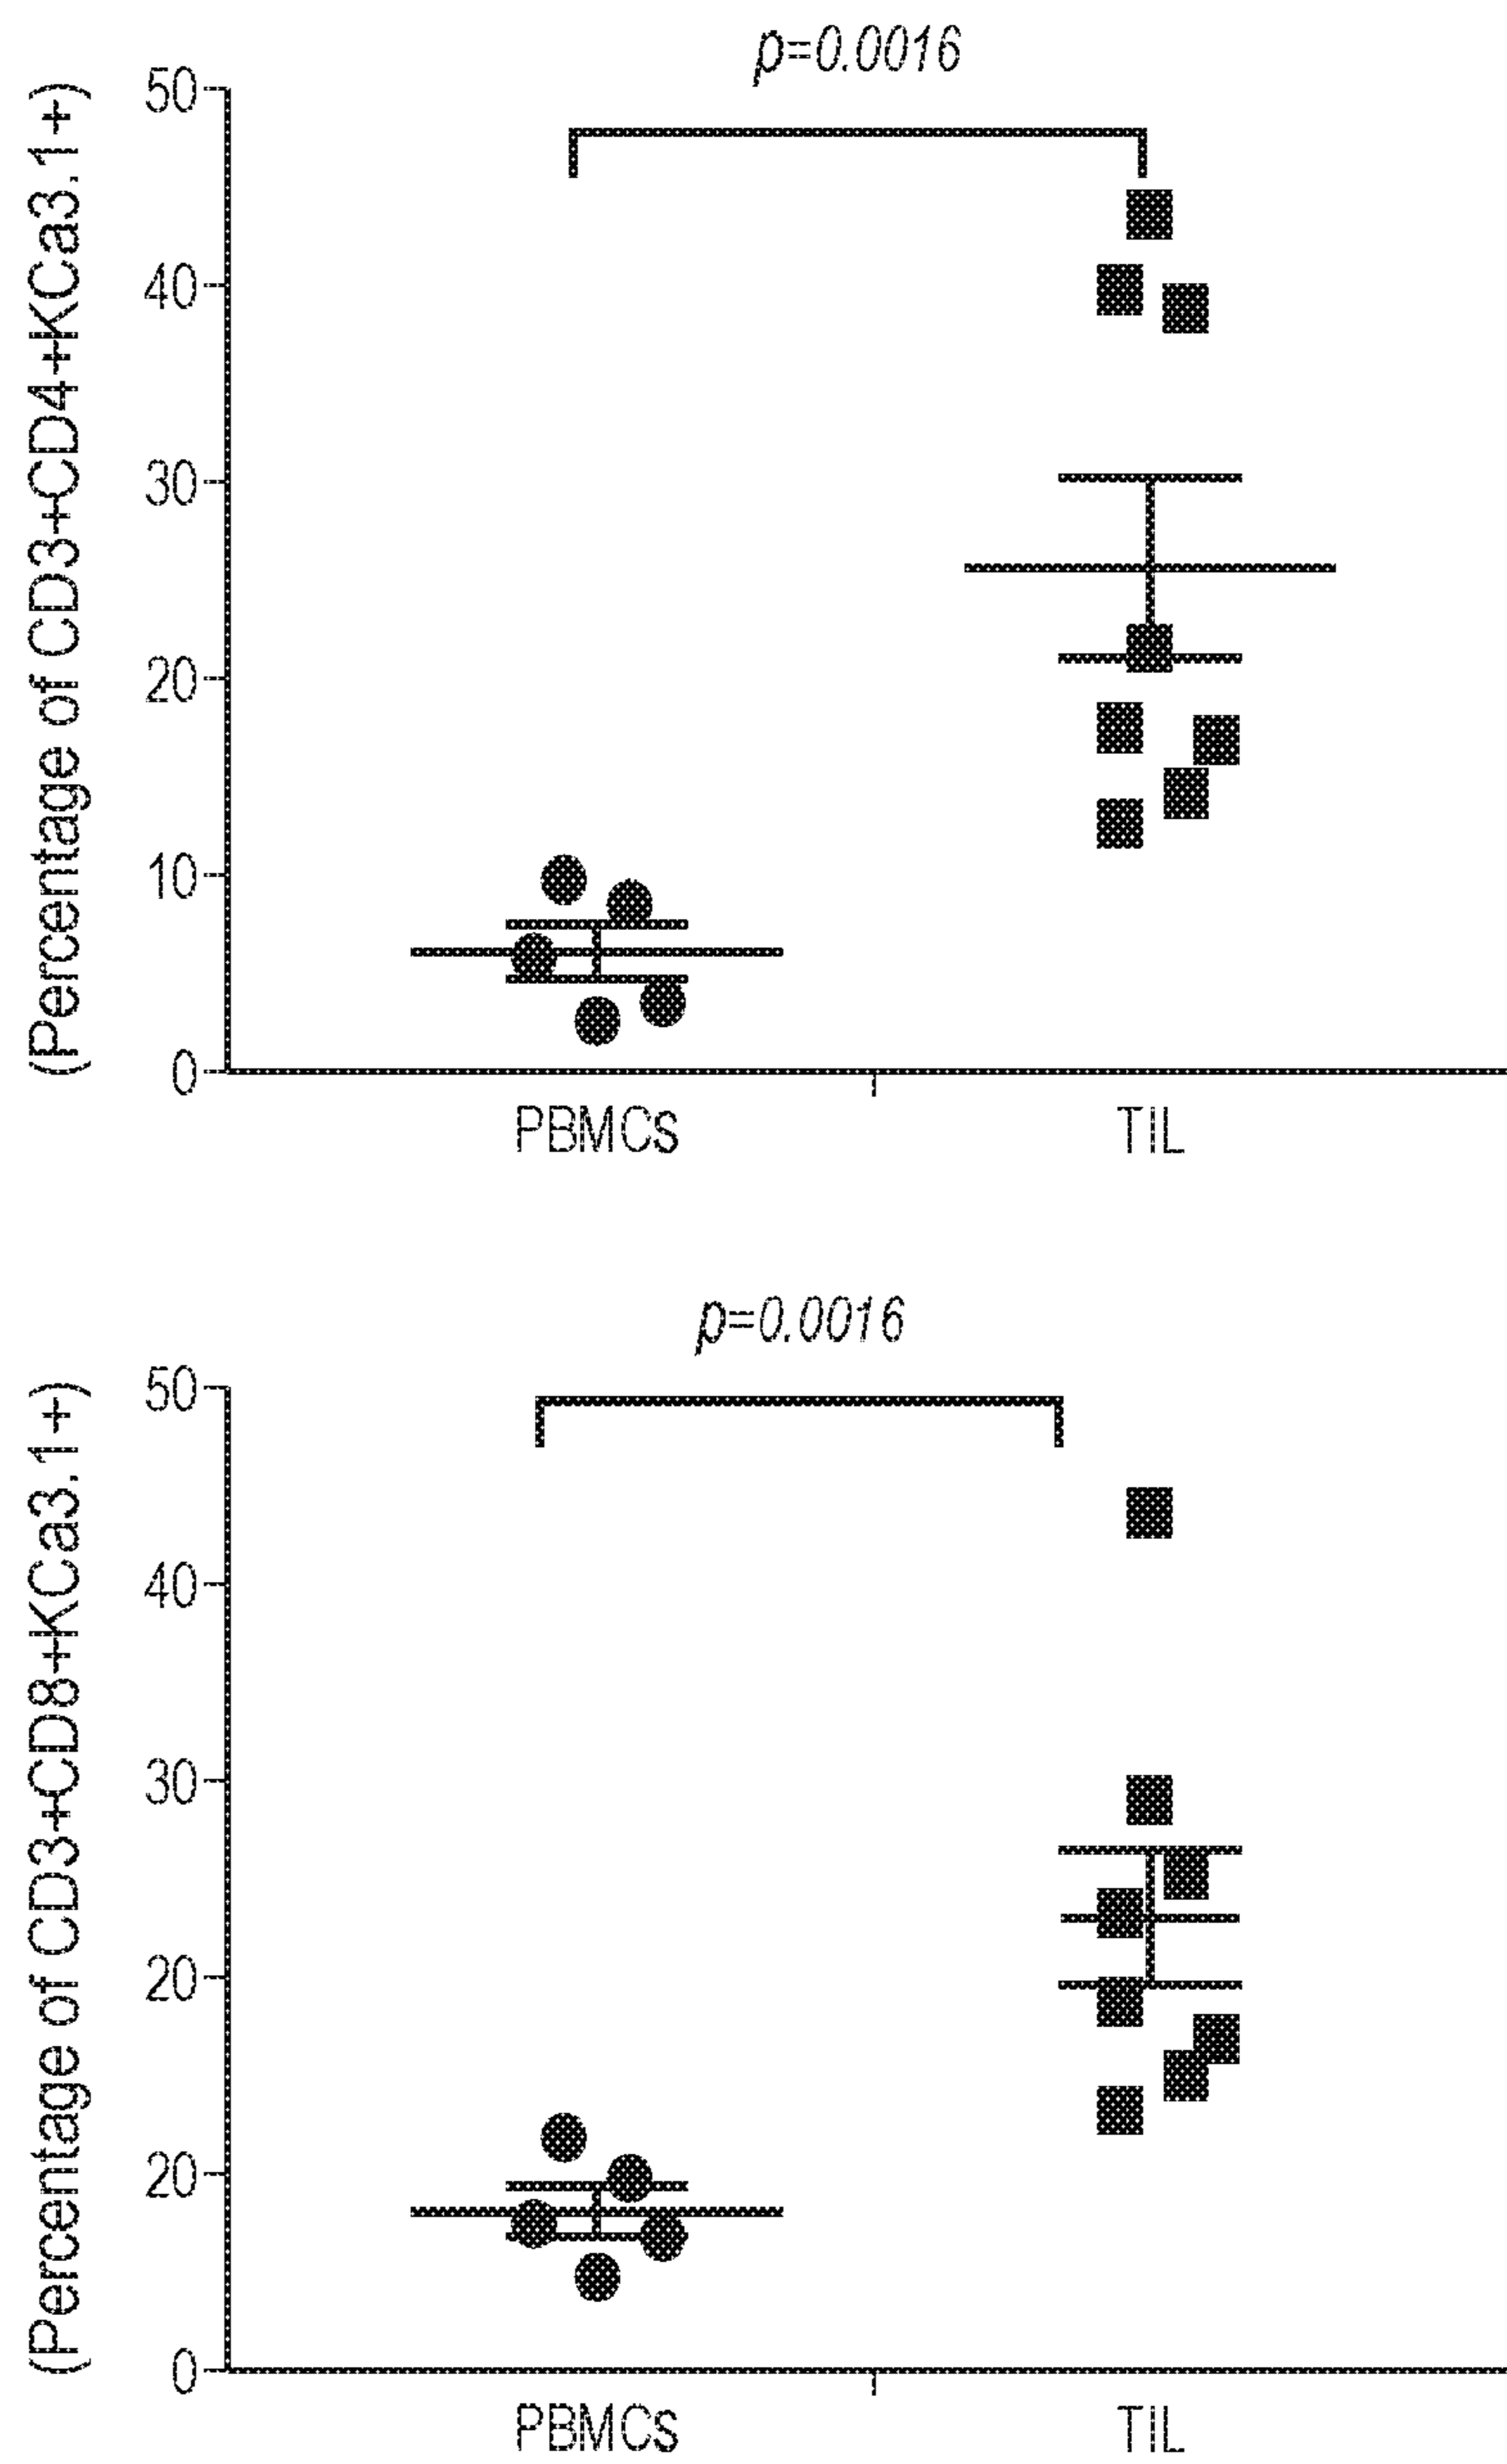 p=0.0016
(Percentage of CD3+CD4+KCa3.1+)
50
40
30
20
10
0
PBMCs
TIL
p=0.0016
(Percentage of CD3+CD8+KCa3.1+)
50
40
30
20
20
0
PBMCs
TIL